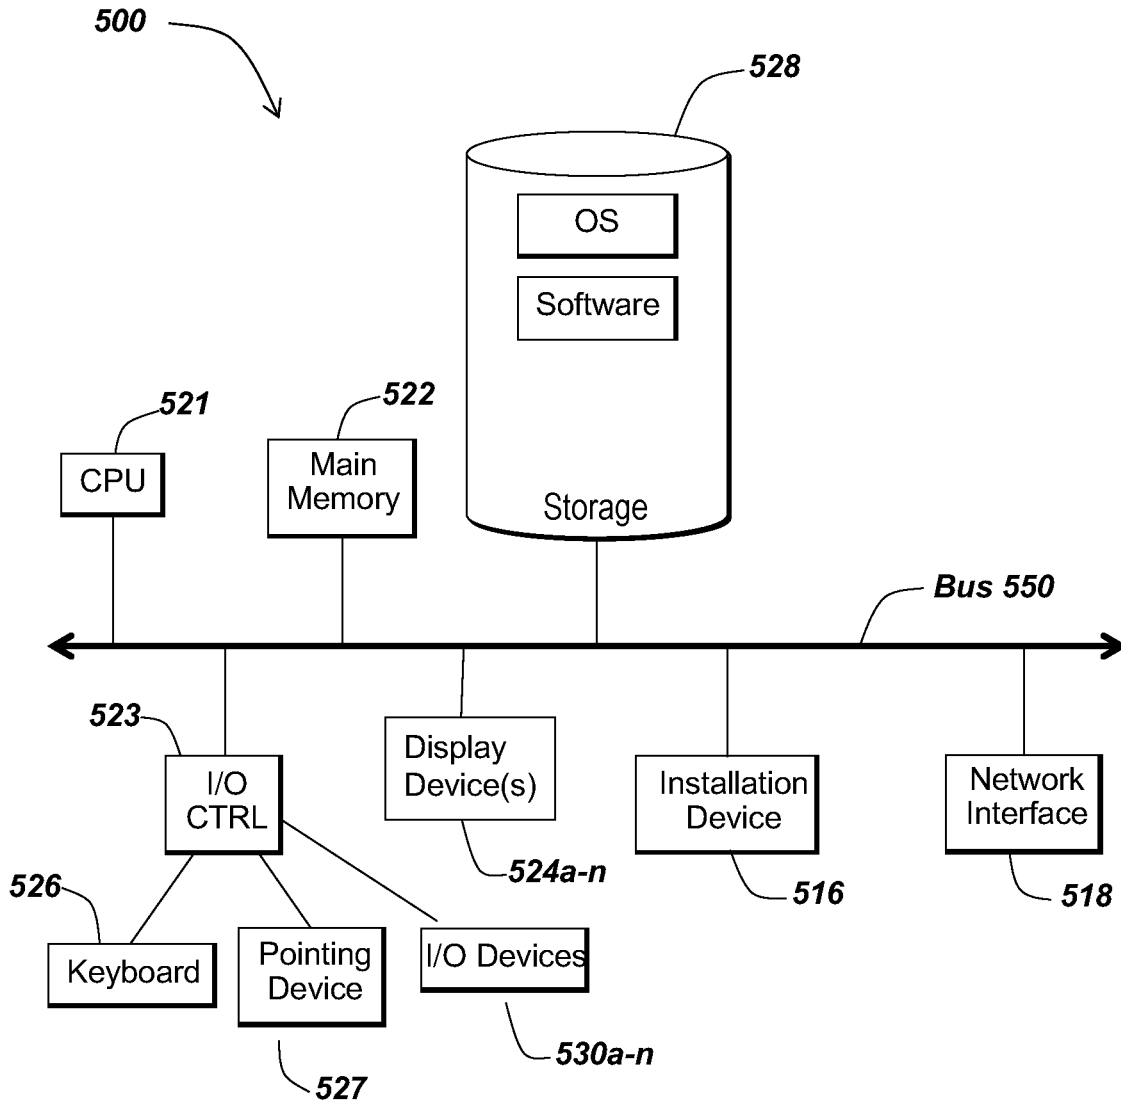 500
528
OS
Software
521
522
CPU
Main
Memory
Storage
Bus 550
523
I/O
CTRL
Display
Device(s)
Installation
Device
Network
Interface
524a-n
516
518
526
Keyboard
Pointing
Device
I/O Devices
530a-n
527